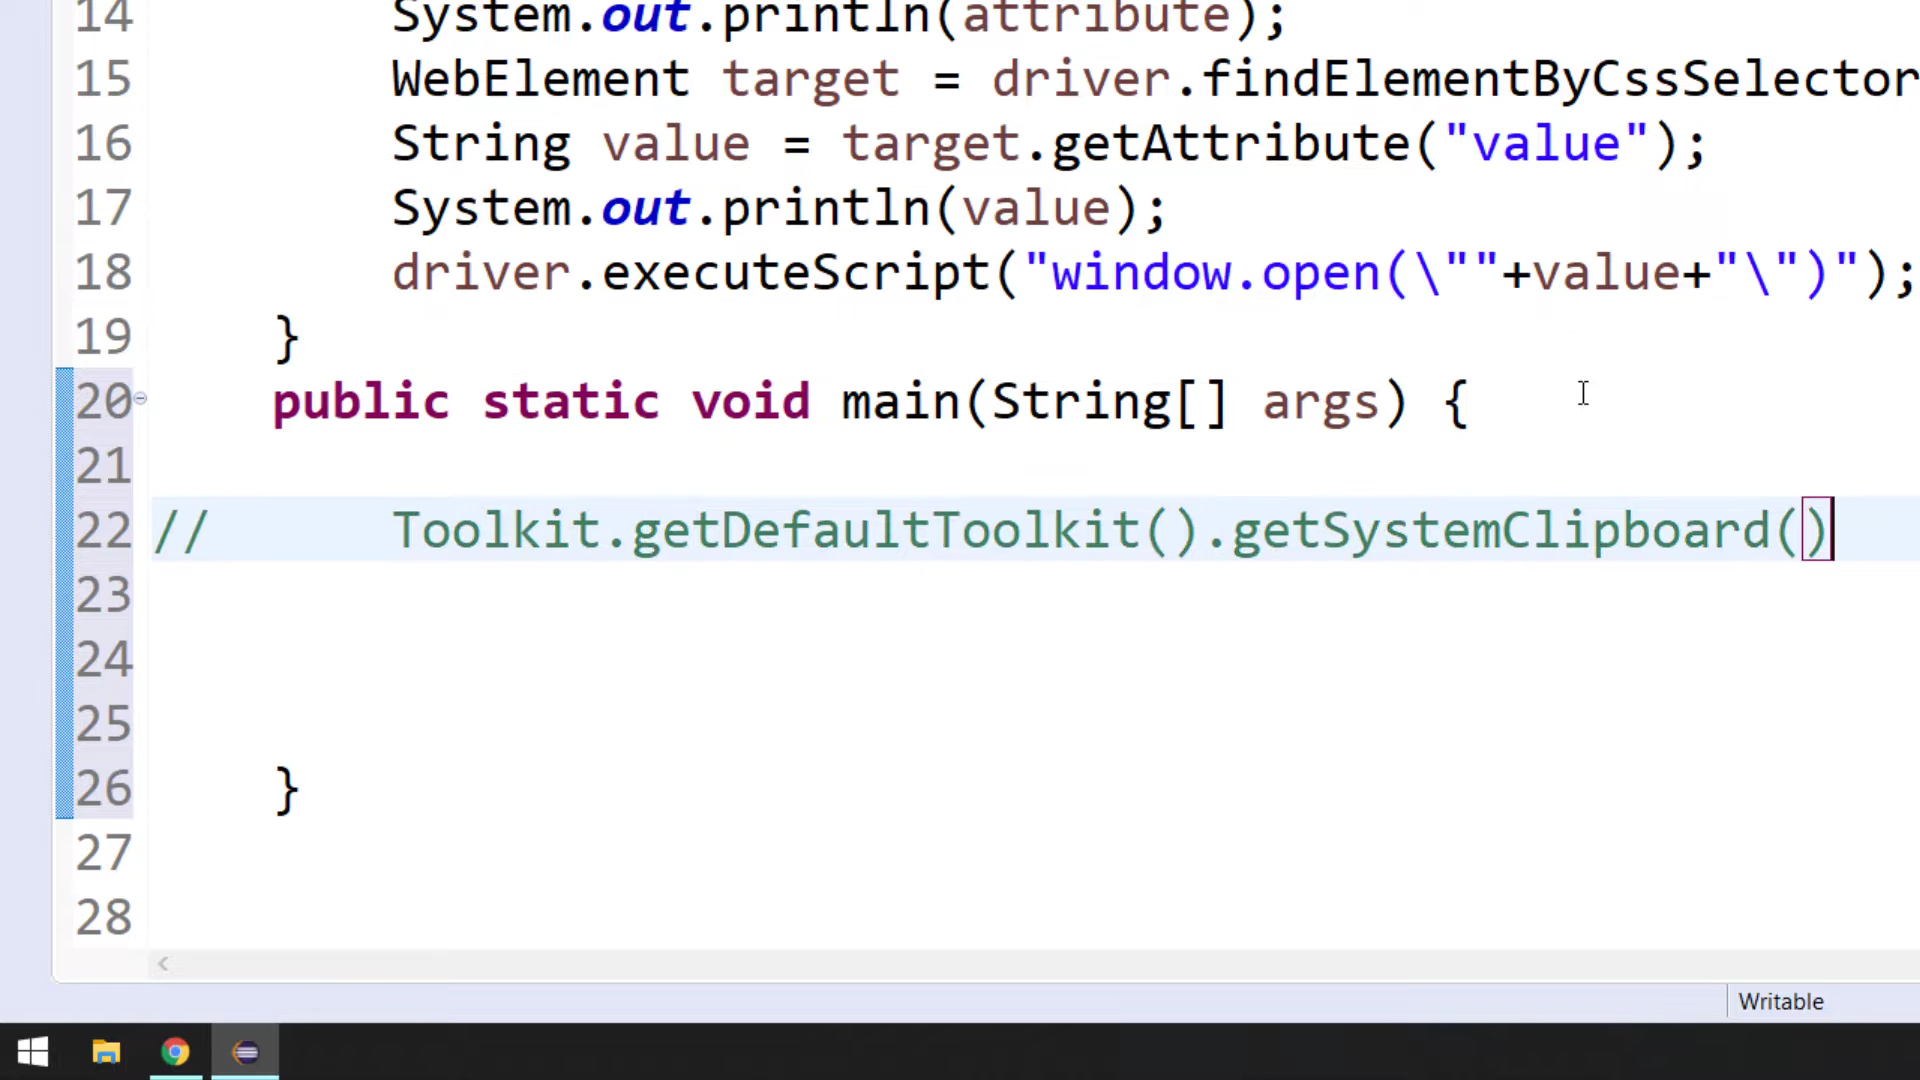 14 System.out.println(attribute);
15 WebElement target = driver.findElementByCssSelector
16 String value = target.getAttribute("value");
17 System.out.println(value);
18 driver.executeScript("window.open(\""+value+"\")");
19 }
20 public static void main(String[] args) {
21
22 // Toolkit.getDefaultToolkit().getSystemClipboard()
23
24
25
26 }
27
28
Writable